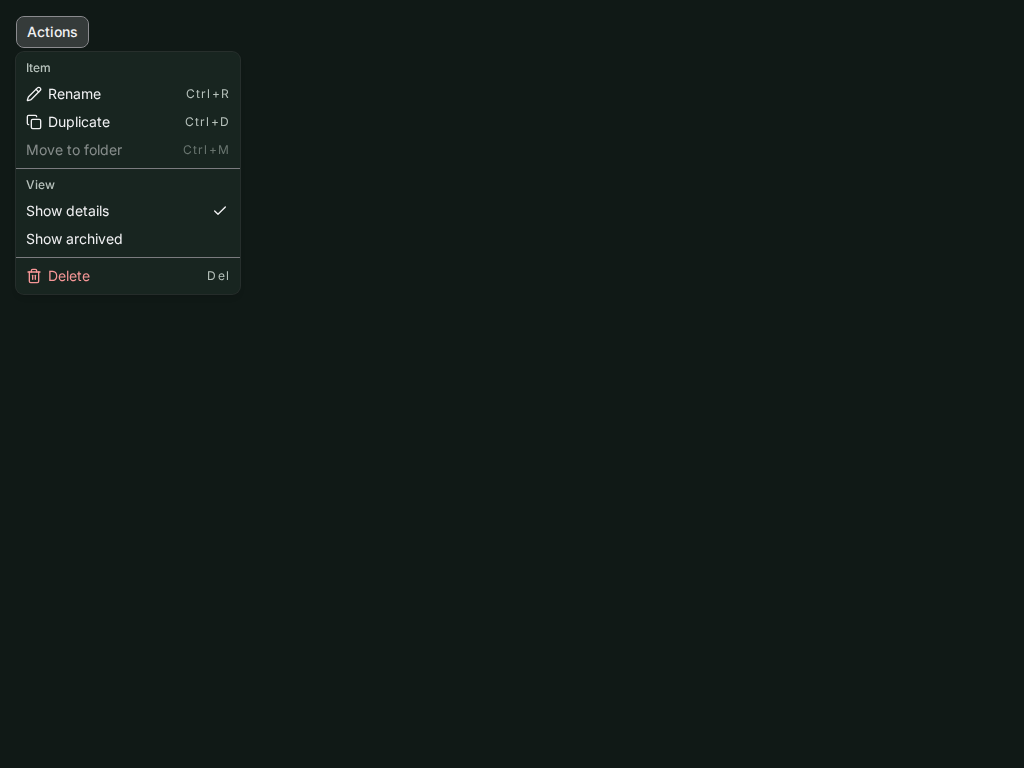 Actions
Item
Rename Ctrl+R
Duplicate Ctrl+D
Move to folder Ctrl+M
View
Show details
Show archived
Delete Del